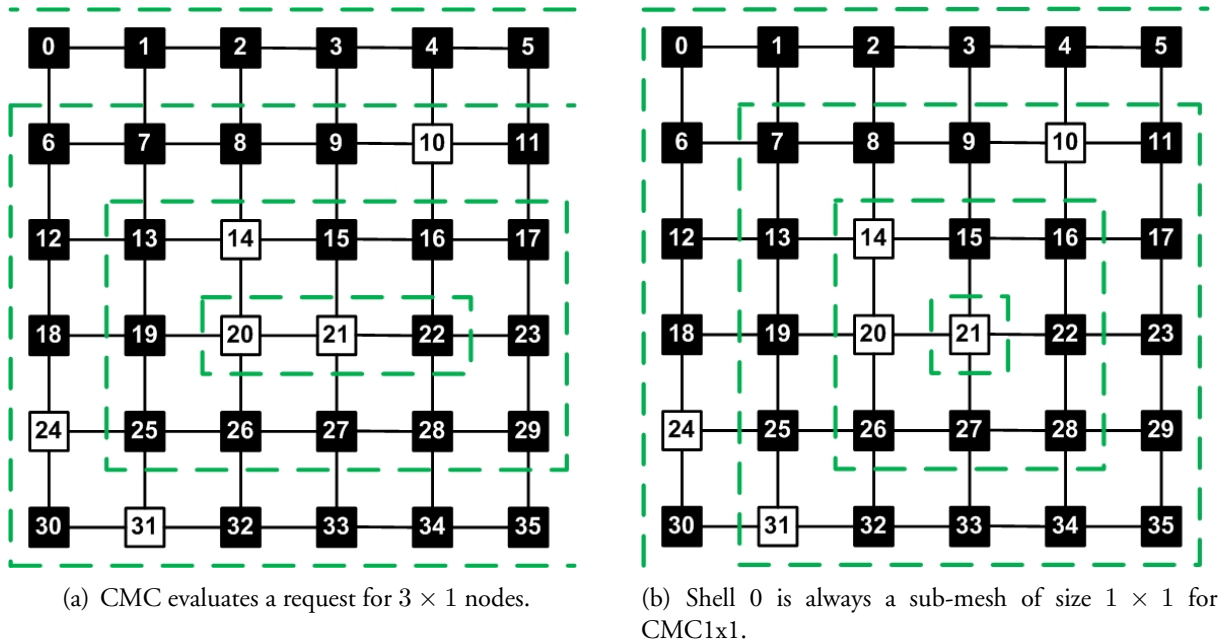 0 1 2 3 4 5
6 7 8 9 10 11
12 13 14 15 16 17
18 19 20 21 22 23
24 25 26 27 28 29
30 31 32 33 34 35
(a) CMC evaluates a request for 3 × 1 nodes.
0 1 2 3 4 5
6 7 8 9 10 11
12 13 14 15 16 17
18 19 20 21 22 23
24 25 26 27 28 29
30 31 32 33 34 35
(b) Shell 0 is always a sub-mesh of size 1 × 1 for
CMC1x1.